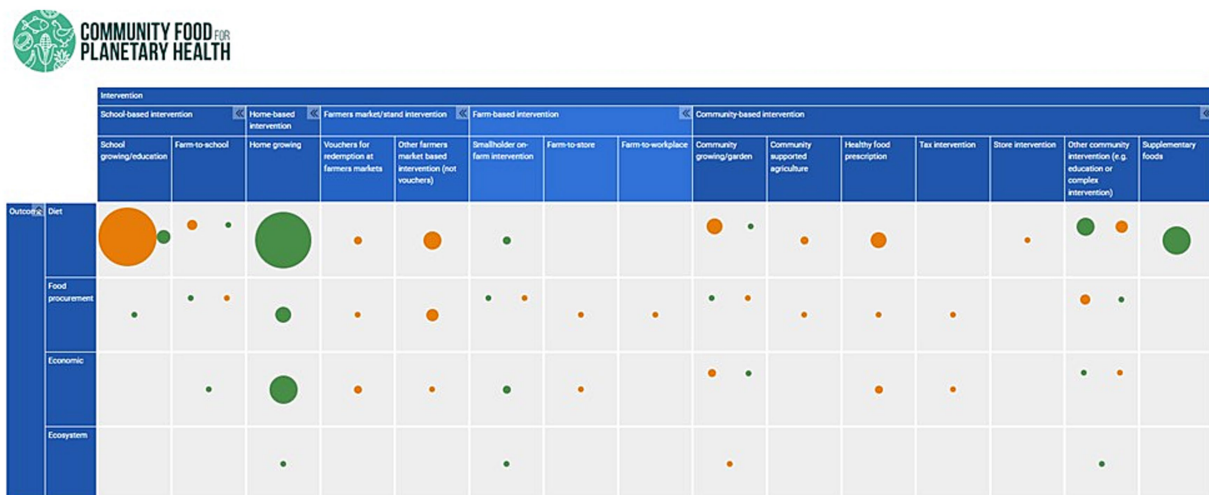 COMMUNITY FOOD FOR
PLANETARY HEALTH
Intervention
School-based intervention
Home-based
intervention
Farmers market/stand intervention
Farm-based intervention
Community-based intervention
School
growing/education
Farm-to-school
Home growing
Vouchers for
redemption at
farmers markets
Other farmers
market based
intervention (not
vouchers)
Smallholder on-
farm intervention
Farm-to-store
Farm-to-workplace
Community
growing/garden
Community
supported
agriculture
Healthy food
prescription
Tax intervention
Store intervention
Other community
intervention (e.g.
education or
complex
intervention)
Supplementary
foods
Outcome
Diet
Food
procurement
Economic
Ecosystem